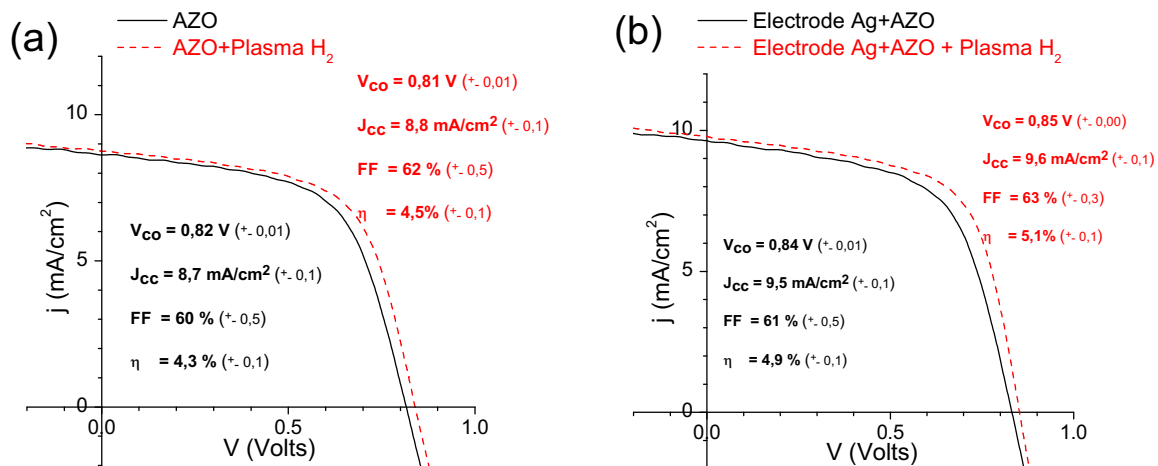 (a)
AZO
AZO+Plasma H₂
V_CO = 0,81 V (⁺- 0,01)
J_CC = 8,8 mA/cm² (⁺- 0,1)
FF = 62 % (⁺- 0,5)
η = 4,5% (⁺- 0,1)
V_CO = 0,82 V (⁺- 0,01)
J_CC = 8,7 mA/cm² (⁺- 0,1)
FF = 60 % (⁺- 0,5)
η = 4,3 % (⁺- 0,1)
j (mA/cm²)
10
5
0
0.0
0.5
1.0
V (Volts)
(b)
Electrode Ag+AZO
Electrode Ag+AZO + Plasma H₂
V_CO = 0,85 V (⁺- 0,00)
J_CC = 9,6 mA/cm² (⁺- 0,1)
FF = 63 % (⁺- 0,3)
η = 5,1% (⁺- 0,1)
V_CO = 0,84 V (⁺- 0,01)
J_CC = 9,5 mA/cm² (⁺- 0,1)
FF = 61 % (⁺- 0,5)
η = 4,9 % (⁺- 0,1)
j (mA/cm²)
10
5
0
0.0
0.5
1.0
V (Volts)